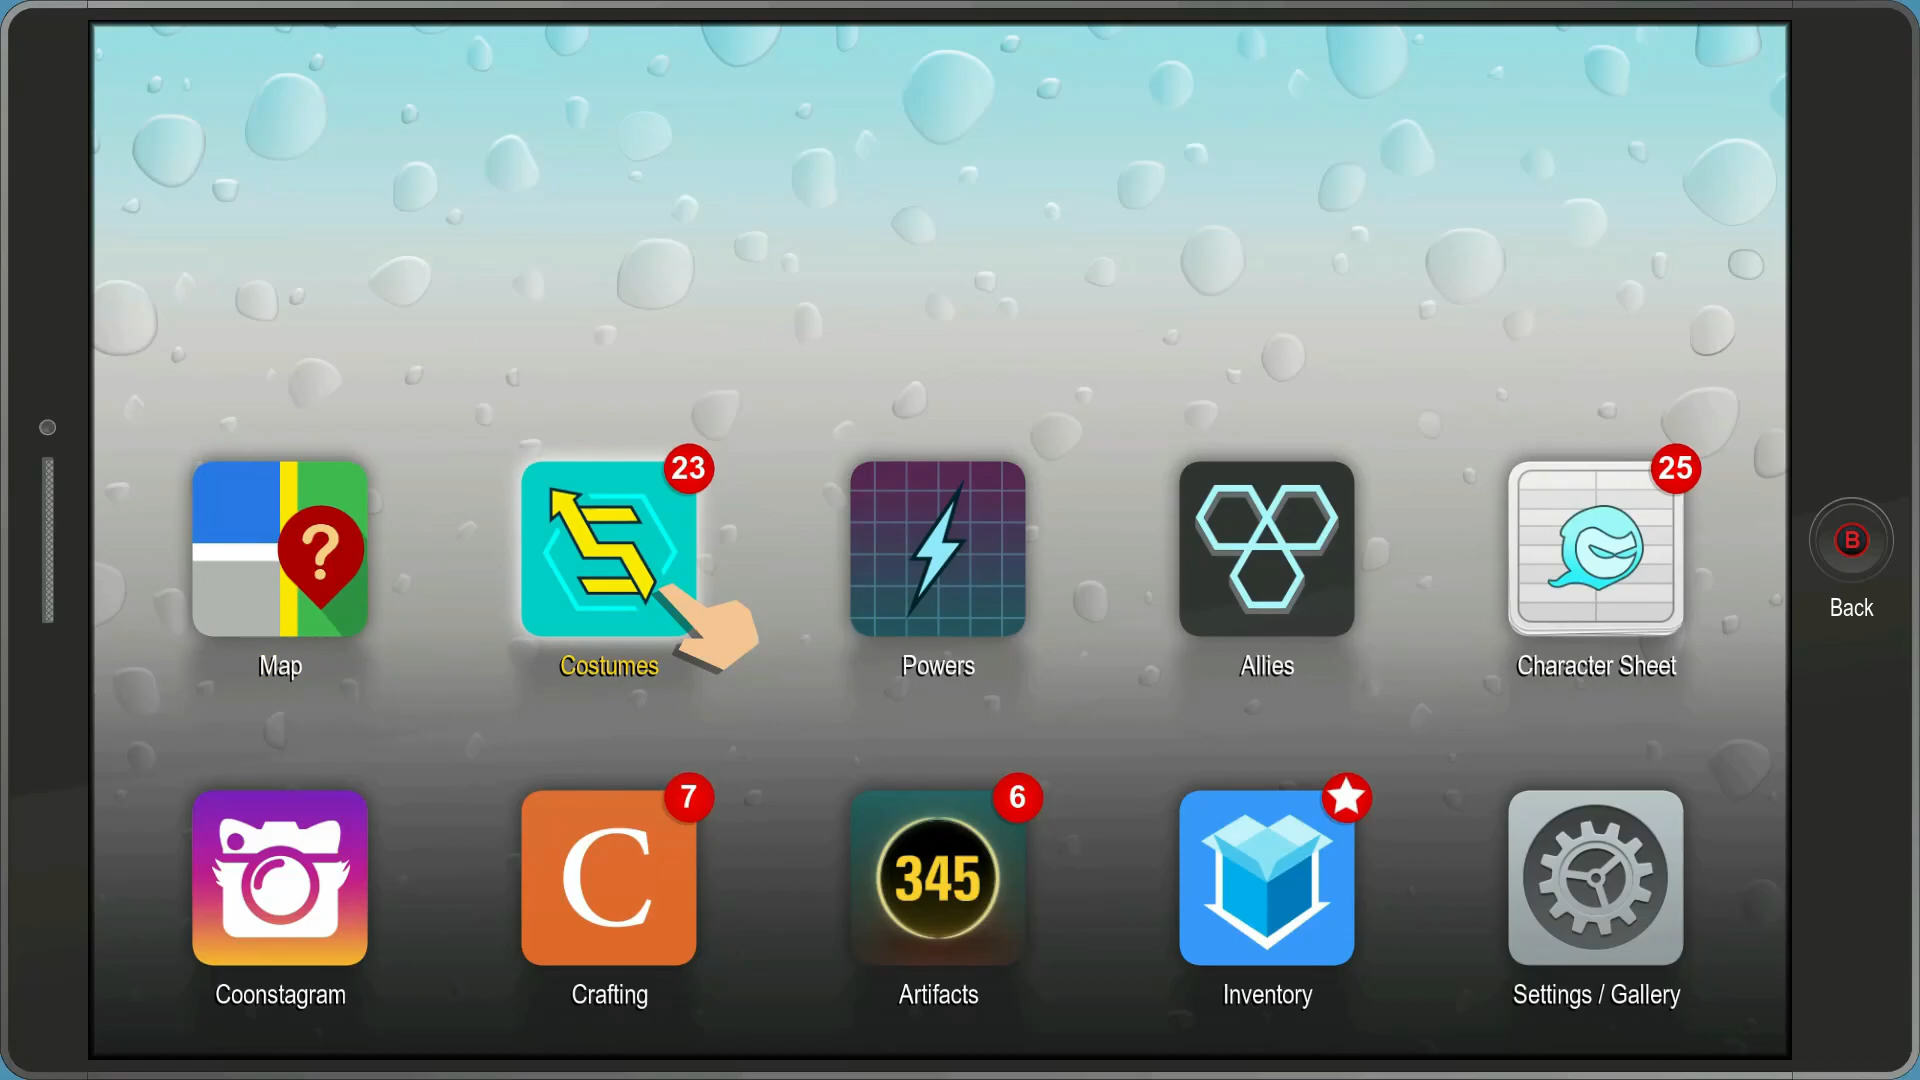 23
25
?
B
Back
Map
Costumes
Powers
Allies
Character Sheet
7
6
C
345
Coonstagram
Crafting
Artifacts
Inventory
Settings / Gallery